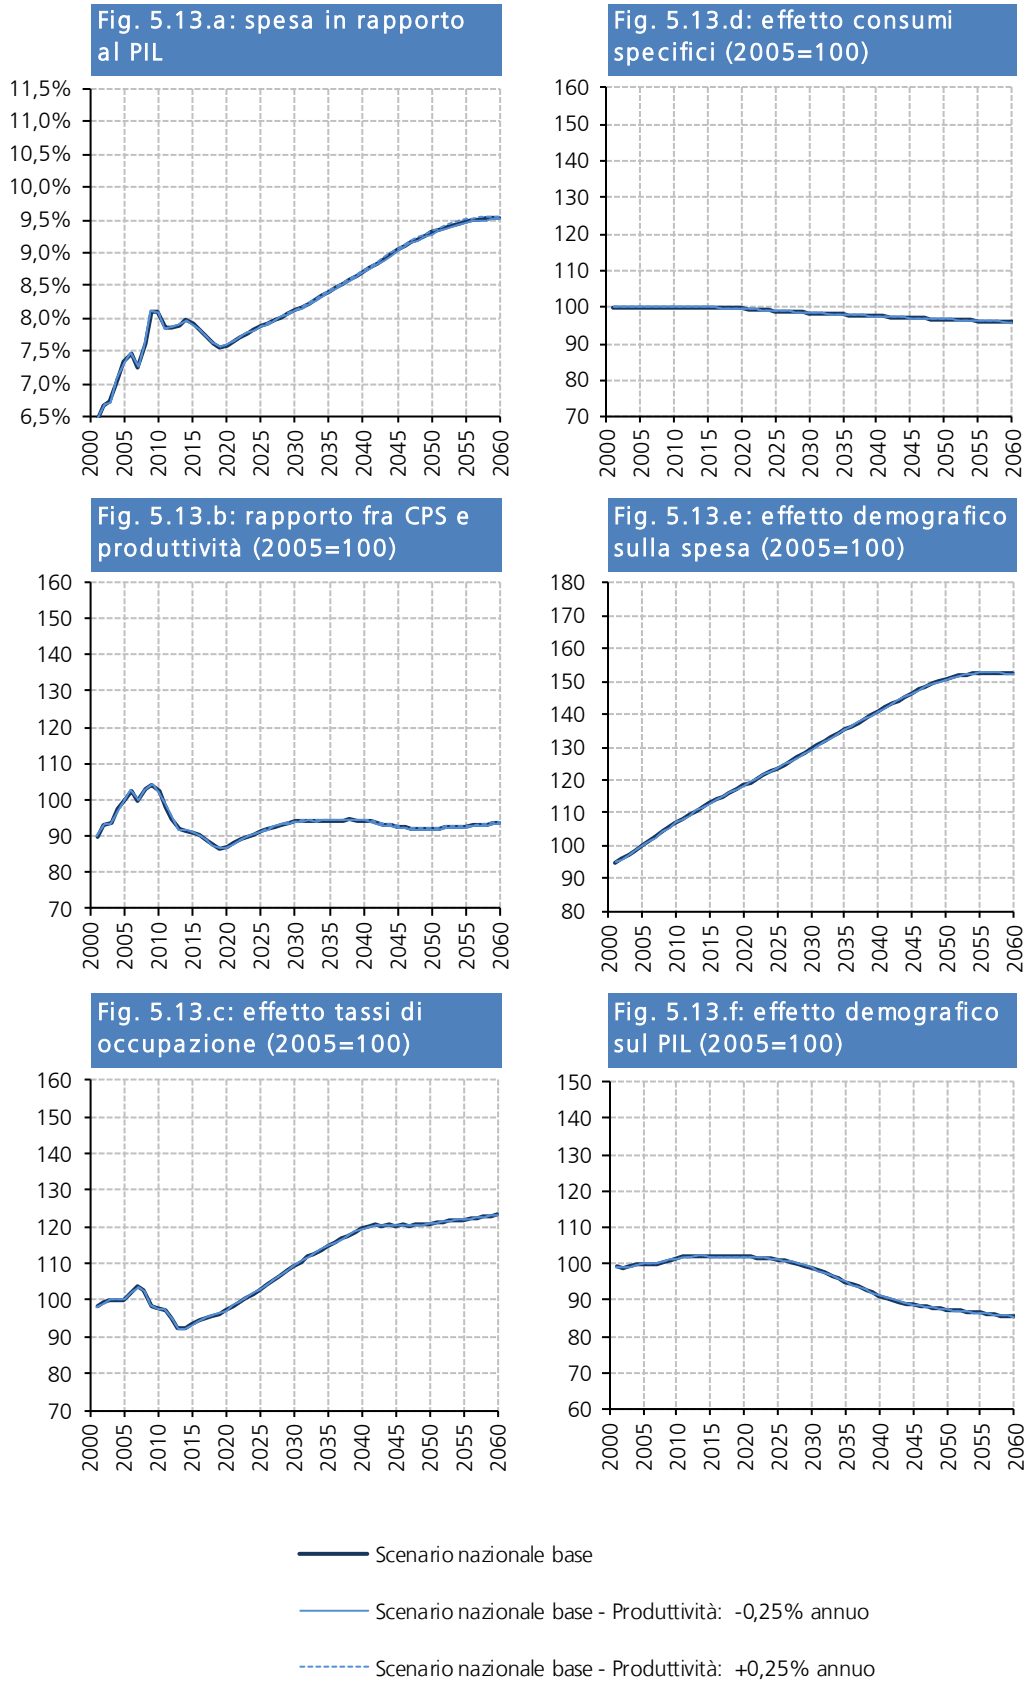 Fig. 5.13.a: spesa in rapporto
al PIL
11,5%
11,0%
10,5%
10,0%
9,5%
9,0%
8,5%
8,0%
7,5%
7,0%
6,5%
2000 2005 2010 2015 2020 2025 2030 2035 2040 2045 2050 2055 2060
Fig. 5.13.d: effetto consumi
specifici (2005=100)
160
150
140
130
120
110
100
90
80
70
2000 2005 2010 2015 2020 2025 2030 2035 2040 2045 2050 2055 2060
Fig. 5.13.b: rapporto fra CPS e
produttività (2005=100)
160
150
140
130
120
110
100
90
80
70
2000 2005 2010 2015 2020 2025 2030 2035 2040 2045 2050 2055 2060
Fig. 5.13.e: effetto demografico
sulla spesa (2005=100)
180
170
160
150
140
130
120
110
100
90
80
2000 2005 2010 2015 2020 2025 2030 2035 2040 2045 2050 2055 2060
Fig. 5.13.c: effetto tassi di
occupazione (2005=100)
160
150
140
130
120
110
100
90
80
70
2000 2005 2010 2015 2020 2025 2030 2035 2040 2045 2050 2055 2060
Fig. 5.13.f: effetto demografico
sul PIL (2005=100)
150
140
130
120
110
100
90
80
70
60
2000 2005 2010 2015 2020 2025 2030 2035 2040 2045 2050 2055 2060
Scenario nazionale base
Scenario nazionale base - Produttività: -0,25% annuo
Scenario nazionale base - Produttività: +0,25% annuo